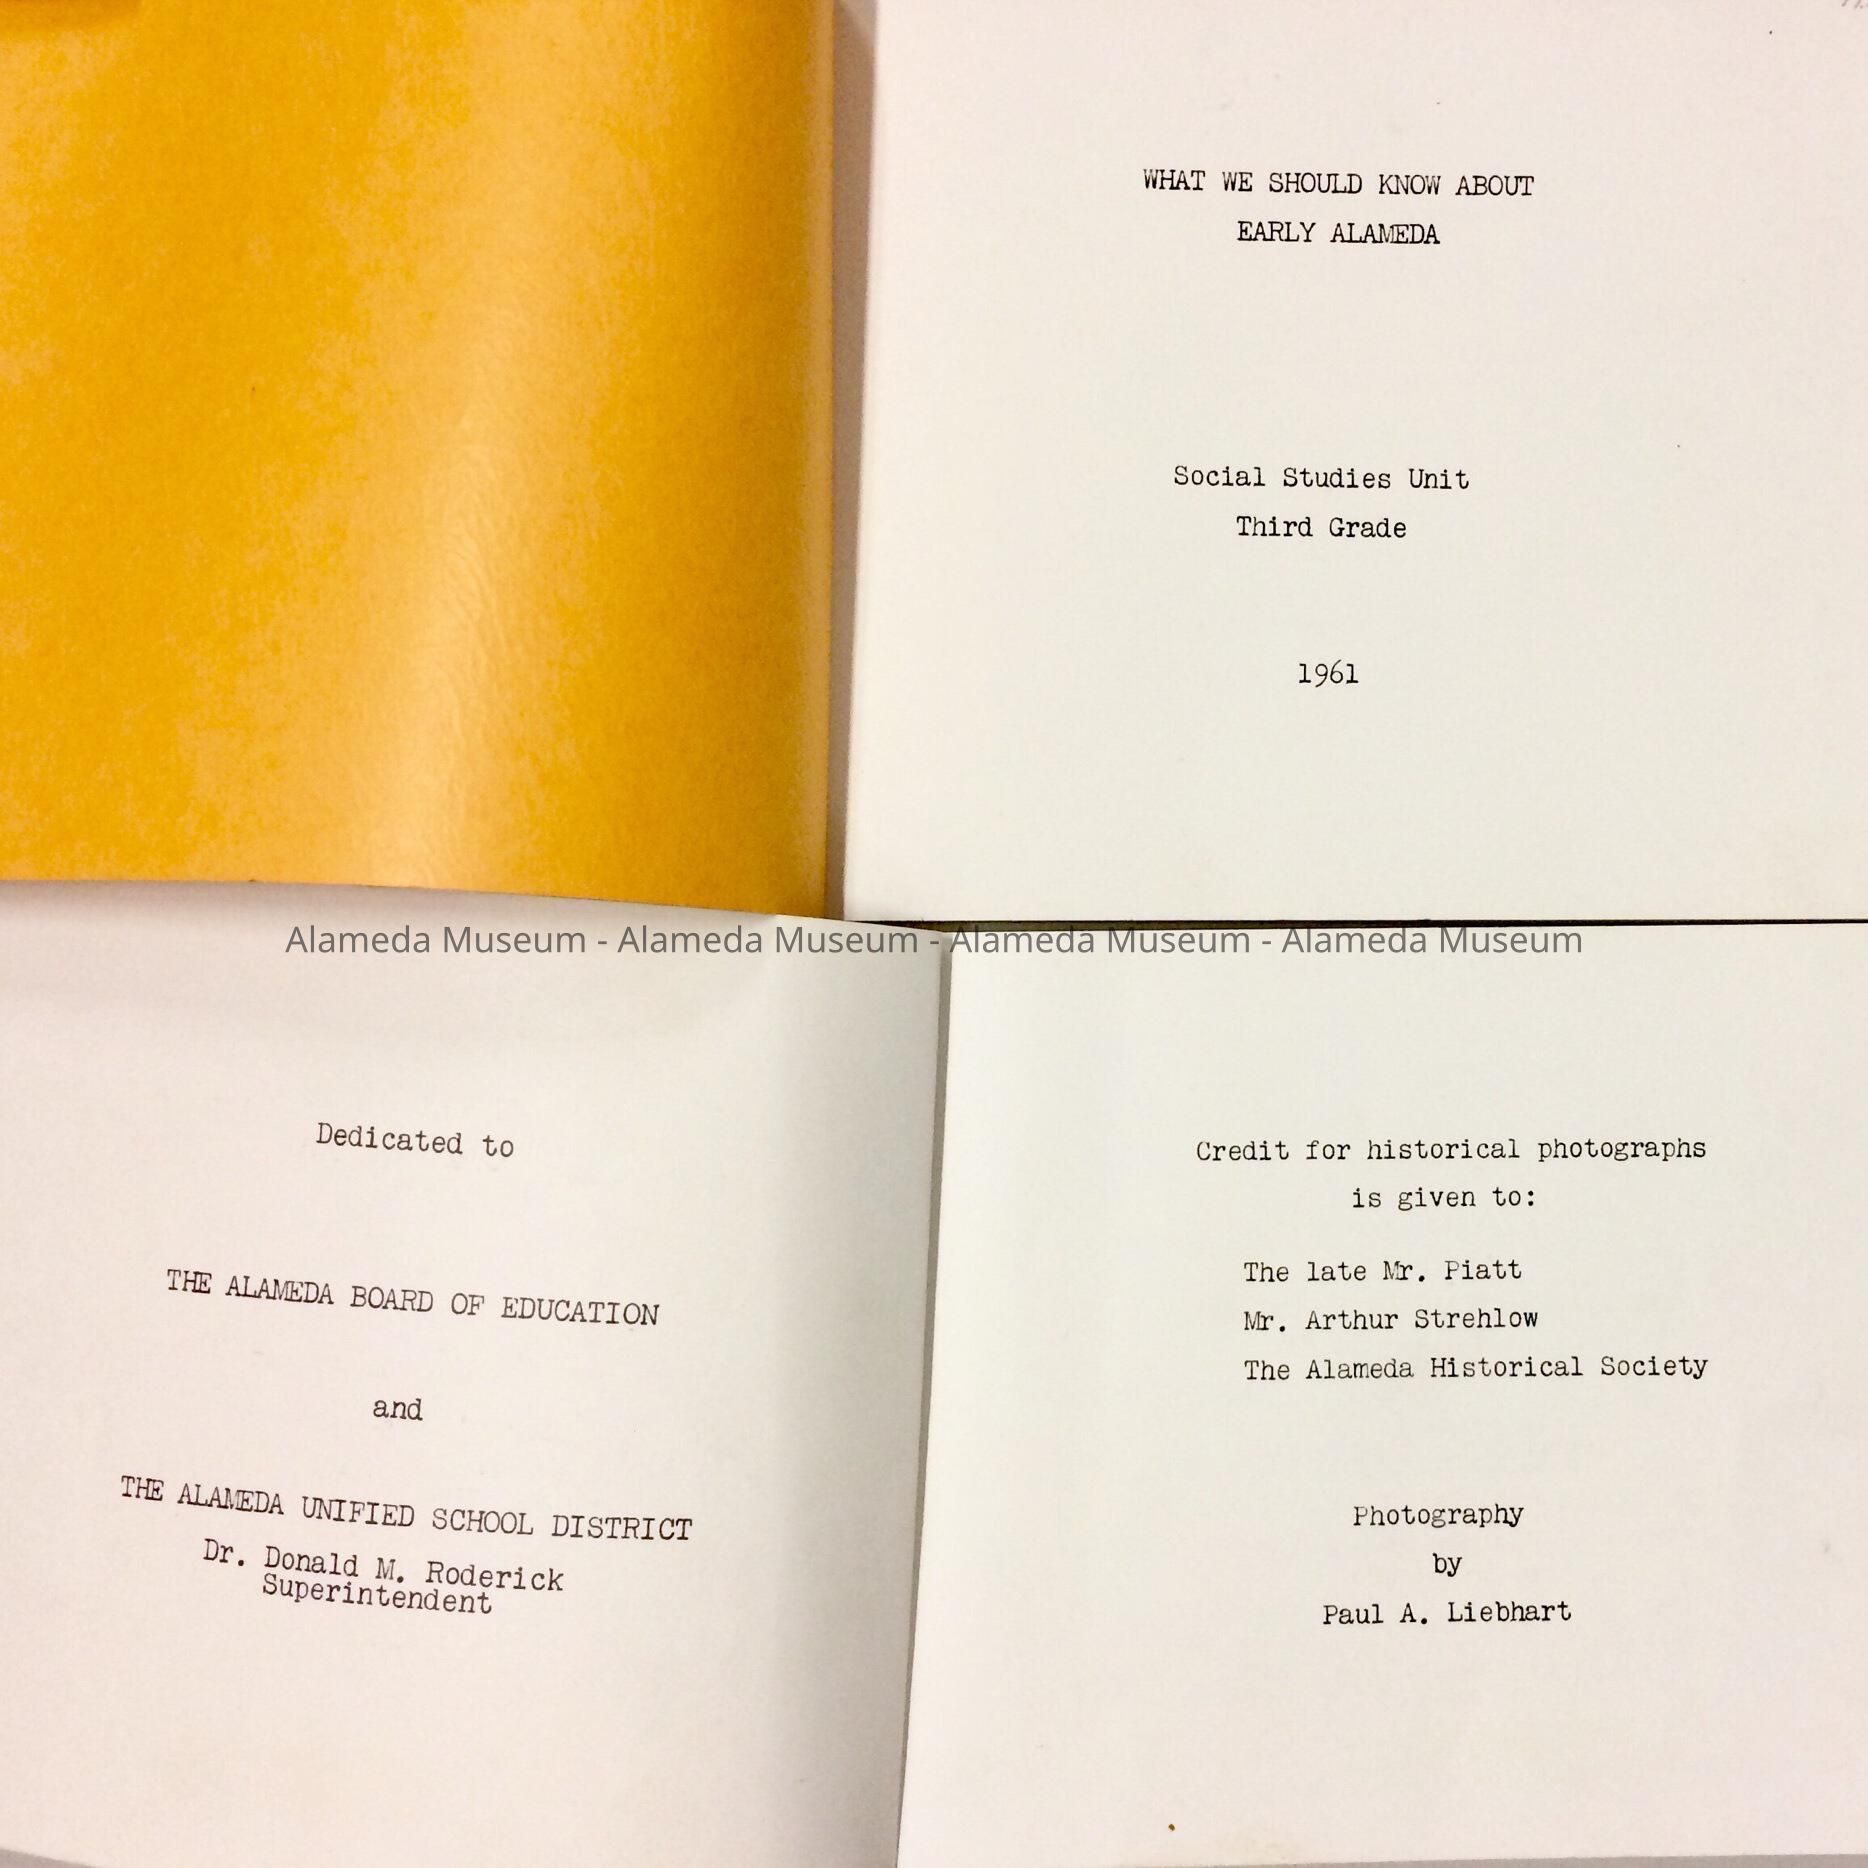 WHAT WE SHOULD KNOW ABOUT
EARLY ALAMEDA
Social Studies Unit
Third Grade
1961
Alameda Museum - Alameda Museum - Alameda Museum - Alameda Museum
Dedicated to
THE ALAMEDA BOARD OF EDUCATION
and
THE ALAMEDA UNIFIED SCHOOL DISTRICT
Dr. Donald M. Roderick
Superintendent
Credit for historical photographs
is given to:
The late Mr. Piatt
Mr. Arthur Strehlow
The Alameda Historical Society
Photography
by
Paul A. Liebhart